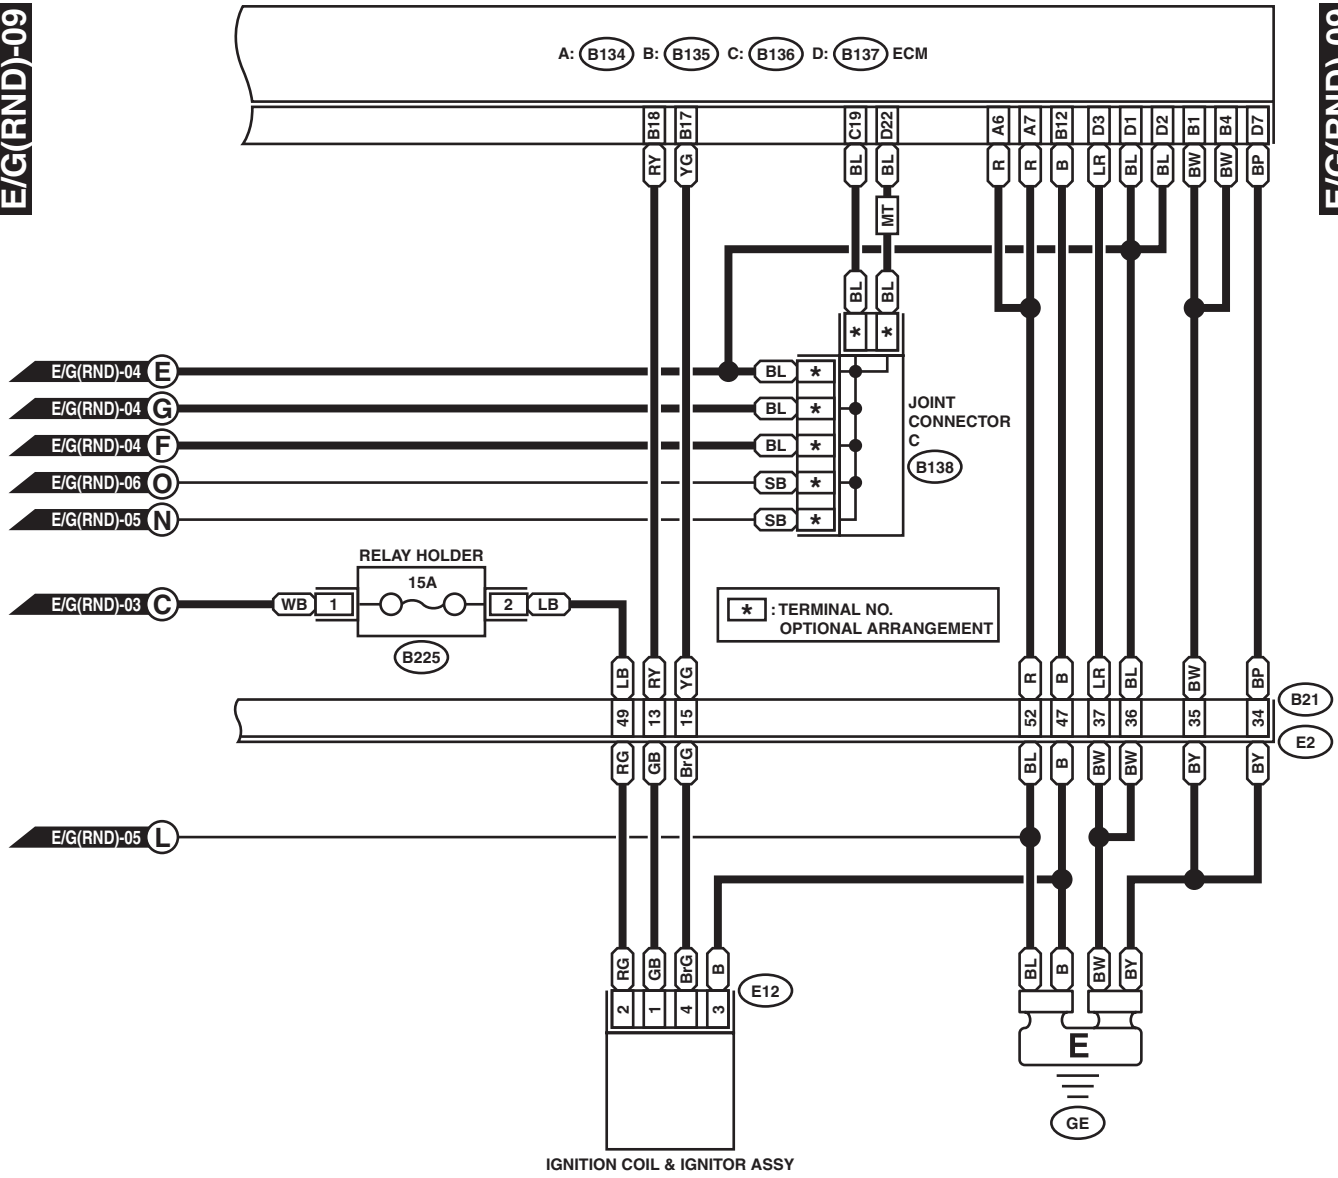 E/G(RND)-09
E/G(RND)-09
A: B134 B: B135 C: B136 D: B137 ECM
B18 B17 C19 D22 A6 A7 B12 D3 D1 D2 B1 B4 D7
RY YG BL BL R R B LR BL BL BW BW BP
MT
BL BL
* *
E/G(RND)-04 E BL *
E/G(RND)-04 G BL *
E/G(RND)-04 F BL *
E/G(RND)-06 O SB *
E/G(RND)-05 N SB *
JOINT
CONNECTOR
C
B138
RELAY HOLDER
15A
E/G(RND)-03 C WB 1 2 LB
B225
* : TERMINAL NO.
OPTIONAL ARRANGEMENT
LB RY YG R B LR BL BW BP
49 13 15 52 47 37 36 35 34
B21
E2
RG GB BrG BL B BW BW BY BY
E/G(RND)-05 L
RG GB BrG B BL B BW BY
2 1 4 3
E12
E
GE
IGNITION COIL & IGNITOR ASSY